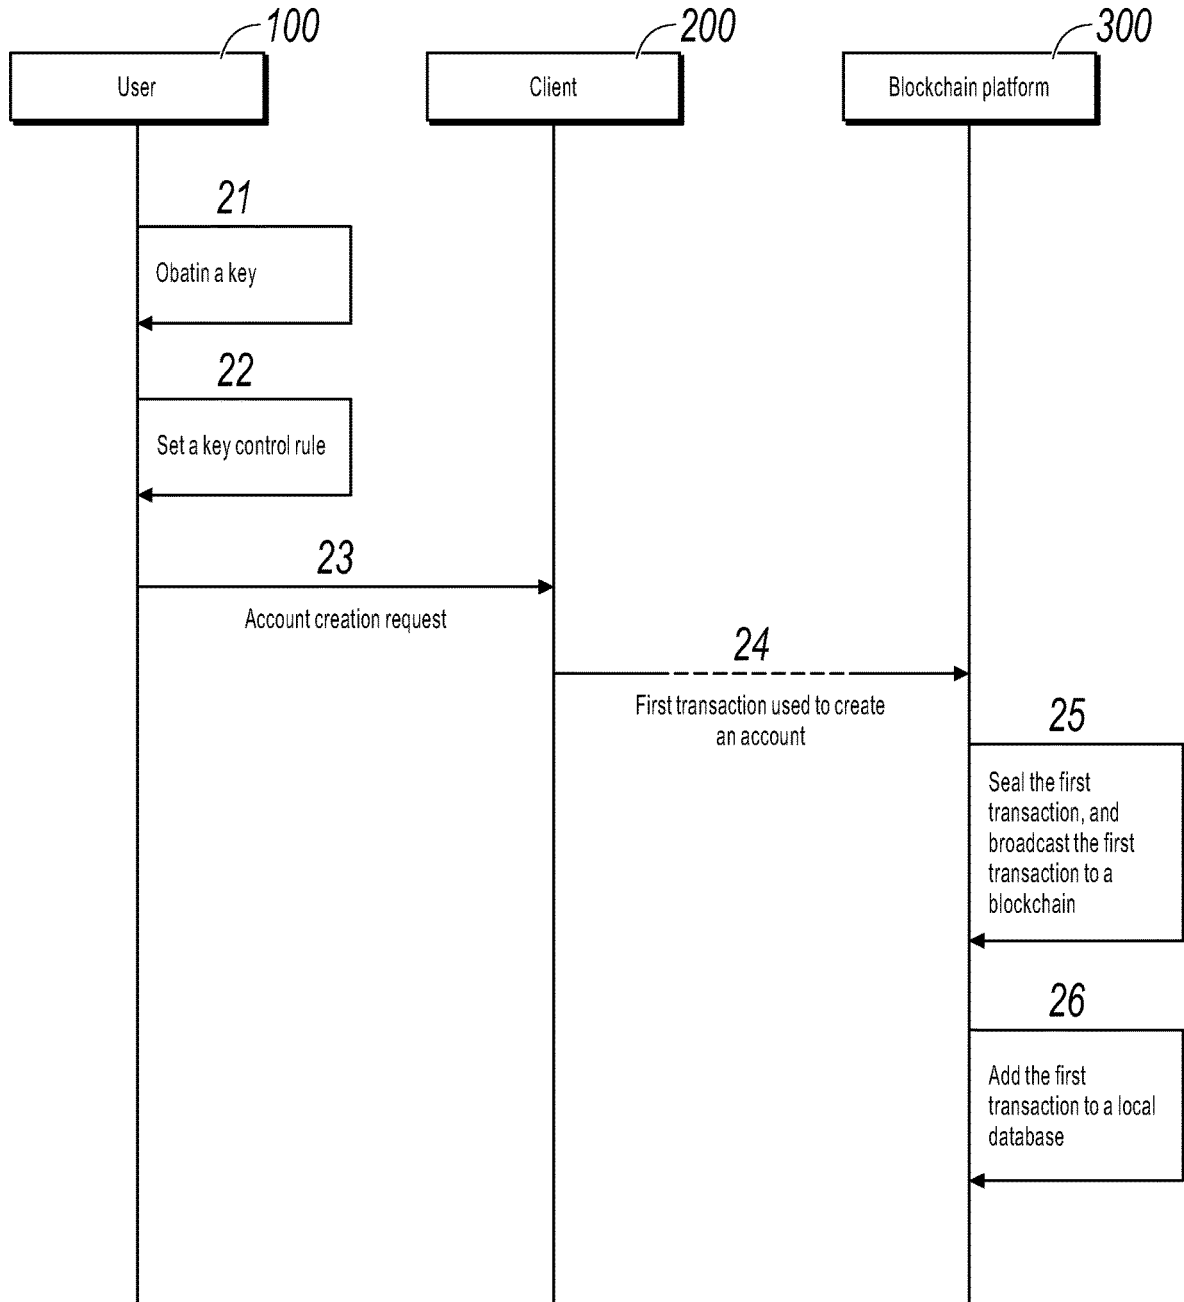 100
200
300
User
Client
Blockchain platform
21
Obatin a key
22
Set a key control rule
23
Account creation request
24
First transaction used to create
an account
25
Seal the first
transaction, and
broadcast the first
transaction to a
blockchain
26
Add the first
transaction to a local
database